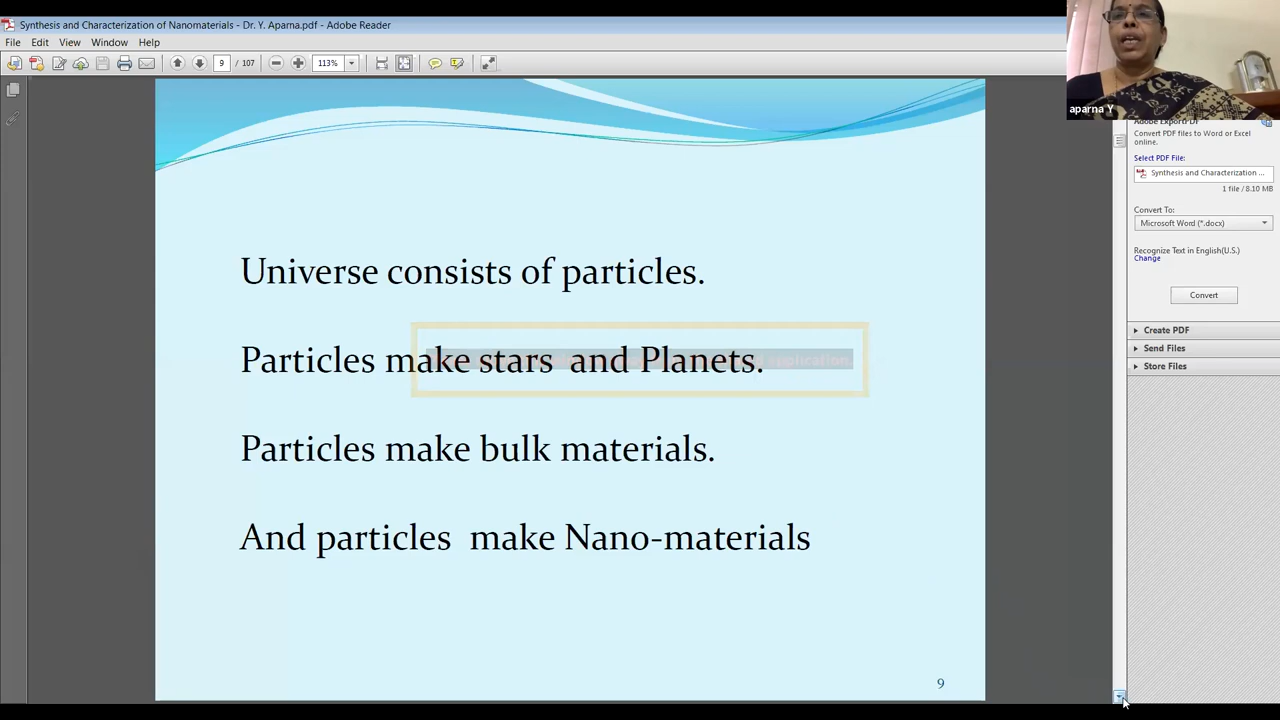 Synthesis and Characterization of Nanomaterials - Dr. Y. Aparna.pdf - Adobe Reader
File Edit View Window Help
9 / 107 113%
aparna Y
Adobe ExportPDF
Convert PDF files to Word or Excel
online.
Select PDF File:
Synthesis and Characterization ...
1 file / 8.10 MB
Convert To:
Microsoft Word (*.docx)
Recognize Text in English(U.S.)
Change
Convert
Create PDF
Send Files
Store Files
Universe consists of particles.
Particles make stars and Planets.
application.
Particles make bulk materials.
And particles make Nano-materials
9